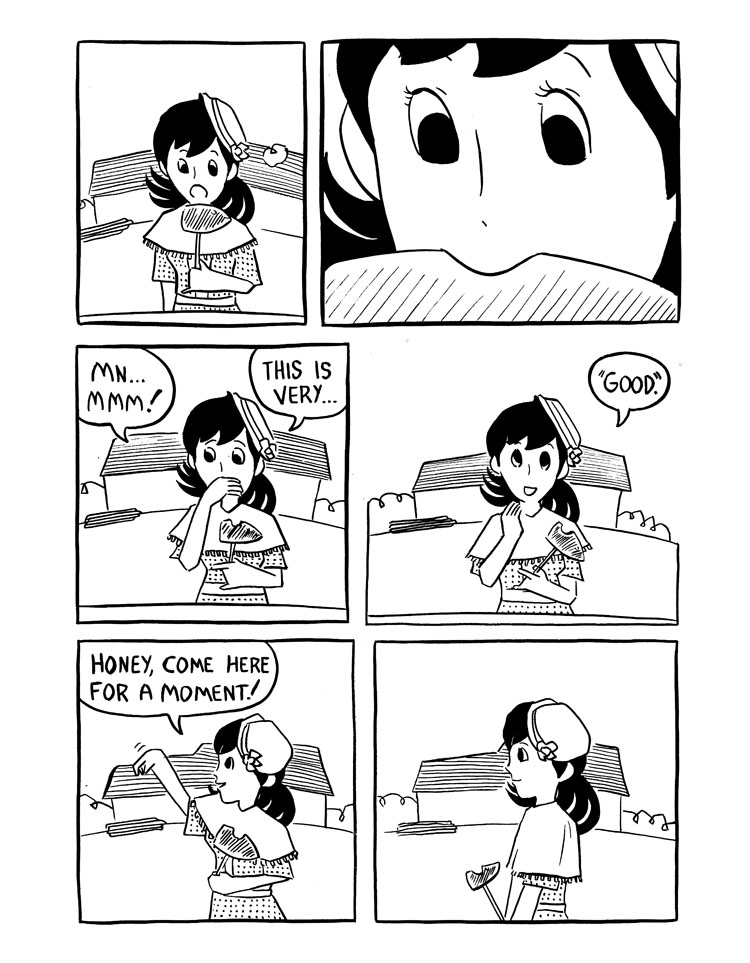 MN...
MMM!
THIS IS
VERY...
"GOOD."
HONEY, COME HERE
FOR A MOMENT!